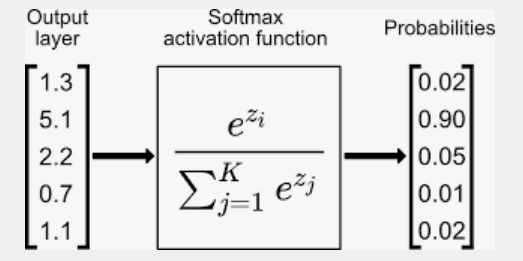 Output
layer
Softmax
activation function
Probabilities
1.3
5.1
2.2
0.7
1.1
e^{z_i}
∑_{j=1}^{K} e^{z_j}
0.02
0.90
0.05
0.01
0.02